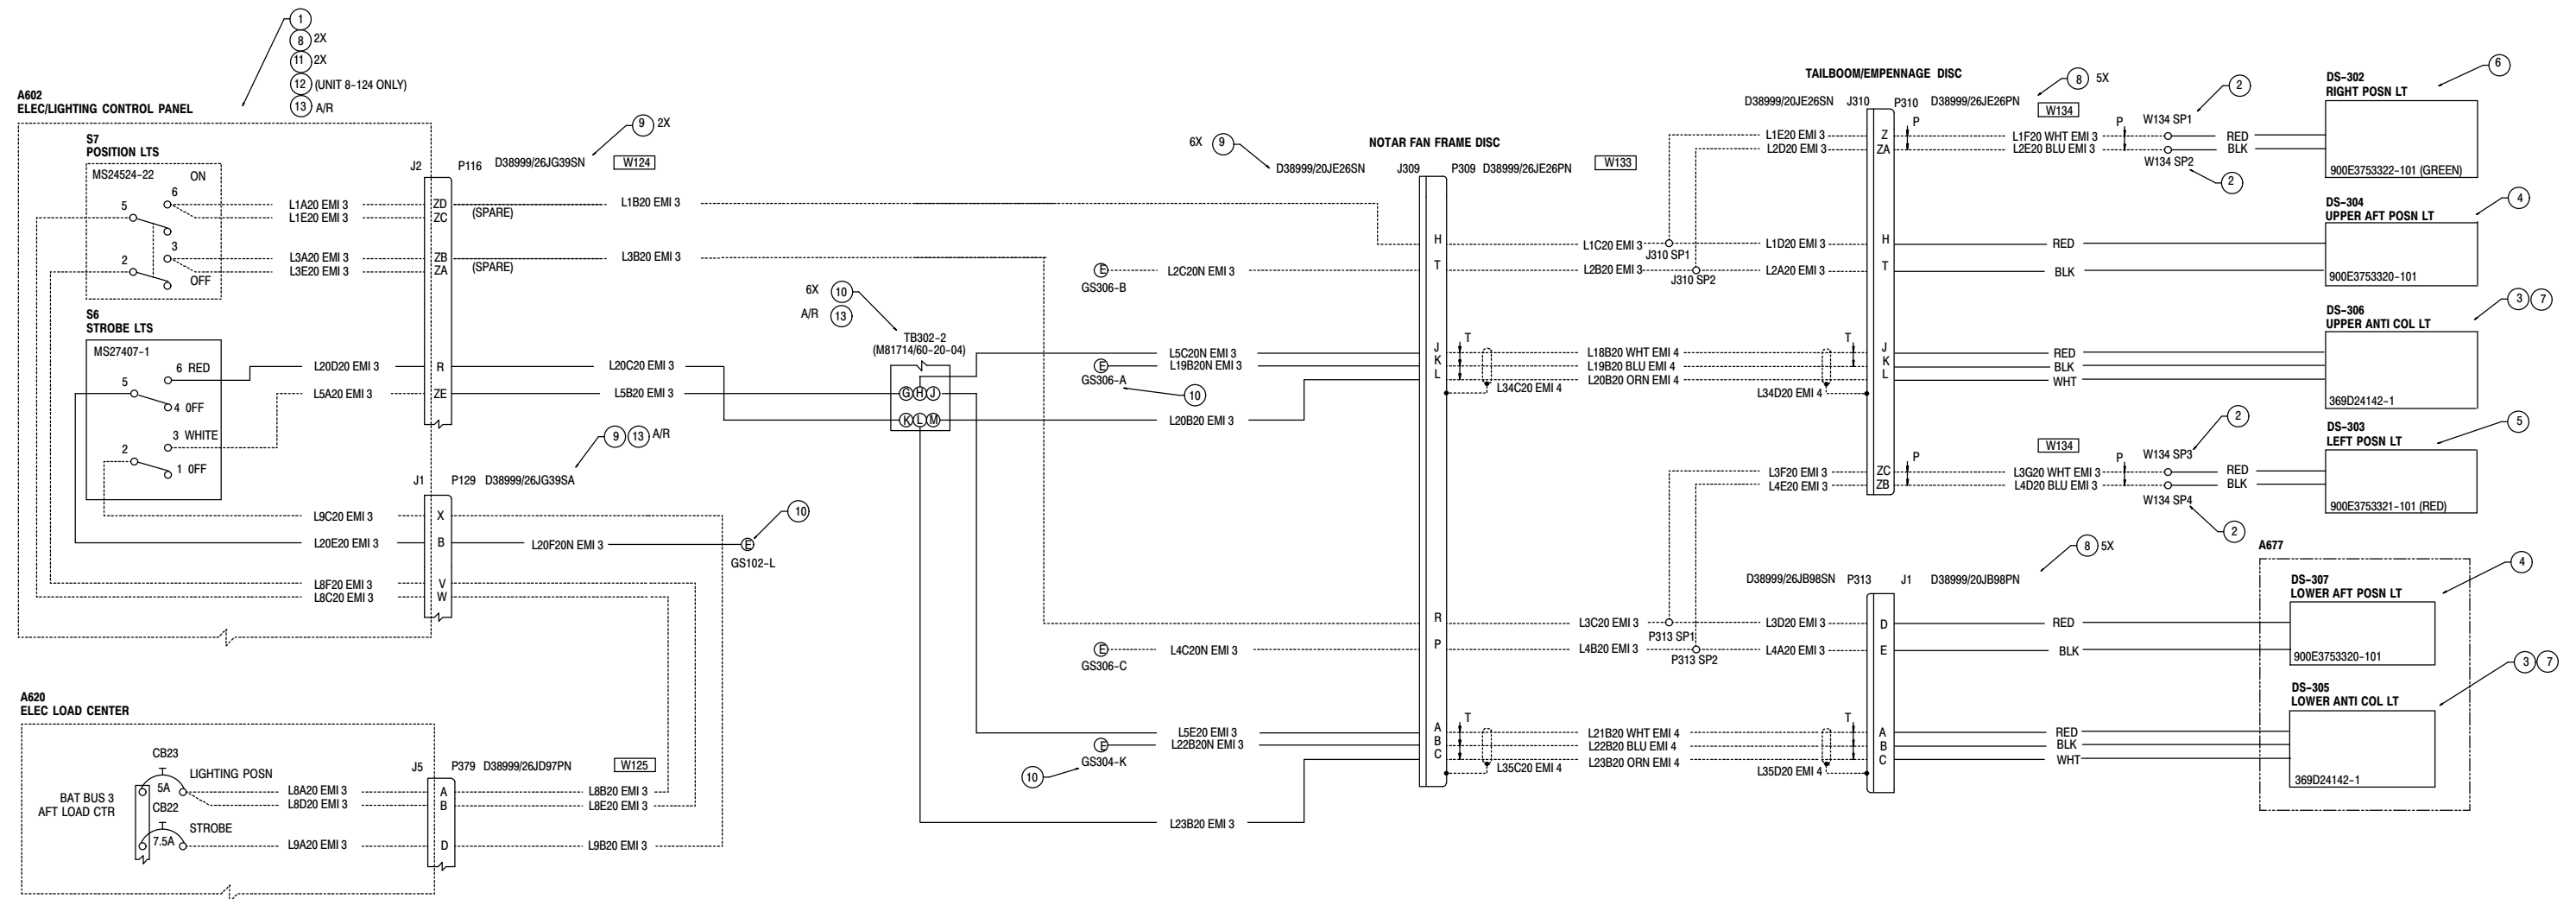 1
8 2X
11 2X
12 (UNIT 8-124 ONLY)
13 A/R
A602
ELEC/LIGHTING CONTROL PANEL
S7
POSITION LTS
MS24524-22 ON
6
5
3
2
OFF
L1A20 EMI 3
L1E20 EMI 3
L3A20 EMI 3
L3E20 EMI 3
S6
STROBE LTS
MS27407-1
6 RED
5
4 OFF
3 WHITE
2
1 OFF
L20D20 EMI 3
L5A20 EMI 3
L9C20 EMI 3
L20E20 EMI 3
L8F20 EMI 3
L8C20 EMI 3
J2 P116 D38999/26JG39SN W124
9 2X
ZD
ZC
(SPARE)
ZB
ZA
(SPARE)
R
ZE
L1B20 EMI 3
L3B20 EMI 3
L20C20 EMI 3
L5B20 EMI 3
9 13 A/R
J1 P129 D38999/26JG39SA
X
B
V
W
L20F20N EMI 3
10
E
GS102-L
A620
ELEC LOAD CENTER
CB23
LIGHTING POSN
5A
BAT BUS 3
AFT LOAD CTR
CB22
STROBE
7.5A
L8A20 EMI 3
L8D20 EMI 3
L9A20 EMI 3
J5 P379 D38999/26JD97PN W125
A
B
D
L8B20 EMI 3
L8E20 EMI 3
L9B20 EMI 3
6X 10
A/R 13
TB302-2
(M81714/60-20-04)
G H J
K L M
E
GS306-B
L2C20N EMI 3
L5C20N EMI 3
E
L19B20N EMI 3
GS306-A
10
L20B20 EMI 3
E
L4C20N EMI 3
GS306-C
L5E20 EMI 3
E
L22B20N EMI 3
GS304-K
10
L23B20 EMI 3
NOTAR FAN FRAME DISC
6X 9
D38999/20JE26SN J309 P309 D38999/26JE26PN W133
H
T
J
K
L
R
P
A
B
C
L1C20 EMI 3
J310 SP1
L2B20 EMI 3
J310 SP2
T
L18B20 WHT EMI 4
L19B20 BLU EMI 4
L20B20 ORN EMI 4
L34C20 EMI 4
L34D20 EMI 4
T
L3C20 EMI 3
P313 SP1
L4B20 EMI 3
P313 SP2
T
L21B20 WHT EMI 4
L22B20 BLU EMI 4
L23B20 ORN EMI 4
L35C20 EMI 4
L35D20 EMI 4
T
TAILBOOM/EMPENNAGE DISC
8 5X
D38999/20JE26SN J310 P310 D38999/26JE26PN W134
L1E20 EMI 3
L2D20 EMI 3
L1D20 EMI 3
L2A20 EMI 3
L3F20 EMI 3
L4E20 EMI 3
Z
ZA
H
T
J
K
L
ZC
ZB
P
L1F20 WHT EMI 3
L2E20 BLU EMI 3
P
W134 SP1
2
W134 SP2
2
RED
BLK
RED
BLK
RED
BLK
WHT
W134
P
L3G20 WHT EMI 3
L4D20 BLU EMI 3
P
W134 SP3
2
W134 SP4
2
RED
BLK
8 5X
D38999/26JB98SN P313 J1 D38999/20JB98PN
L3D20 EMI 3
L4A20 EMI 3
D
E
A
B
C
RED
BLK
RED
BLK
WHT
DS-302
RIGHT POSN LT
6
900E3753322-101 (GREEN)
DS-304
UPPER AFT POSN LT
4
900E3753320-101
DS-306
UPPER ANTI COL LT
3 7
369D24142-1
DS-303
LEFT POSN LT
5
900E3753321-101 (RED)
A677
DS-307
LOWER AFT POSN LT
4
900E3753320-101
DS-305
LOWER ANTI COL LT
3 7
369D24142-1